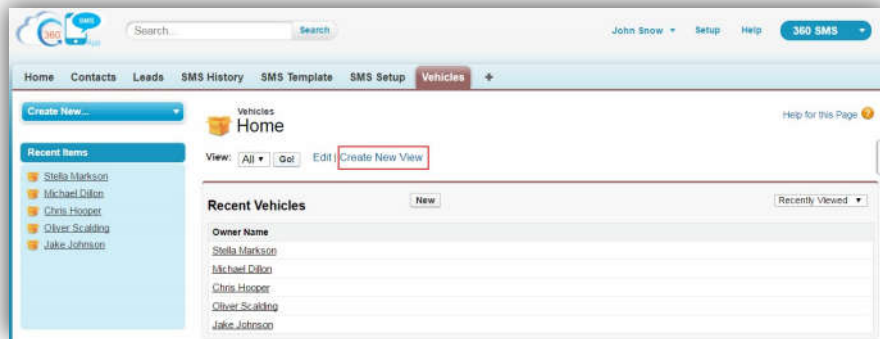 360 SMS App
Search... Search John Snow Setup Help 360 SMS
Home Contacts Leads SMS History SMS Template SMS Setup Vehicles +
Create New...
Vehicles
Home
Help for this Page
View: All Go! Edit | Create New View
Recent Items
Stella Markson
Michael Dillon
Chris Hooper
Oliver Scalding
Jake Johnson
Recent Vehicles New Recently Viewed
Owner Name
Stella Markson
Michael Dillon
Chris Hooper
Oliver Scalding
Jake Johnson